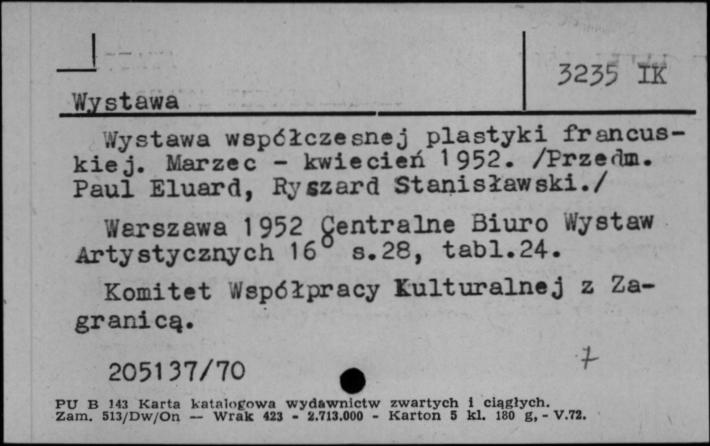 3235 IK
Wystawa
Wystawa współczesnej plastyki francus-
kiej. Marzec - kwiecień 1952. /Przedm.
Paul Eluard, Ryszard Stanisławski./
Warszawa 1952 Centralne Biuro Wystaw
Artystycznych 16° s.28, tabl.24.
Komitet Współpracy Kulturalnej z Za-
granicą.
205137/70
PU B 143 Karta katalogowa wydawnictw zwartych i ciągłych.
Zam. 513/Dw/On — Wrak 423 - 2.713.000 - Karton 5 kl. 180 g, - V.72.